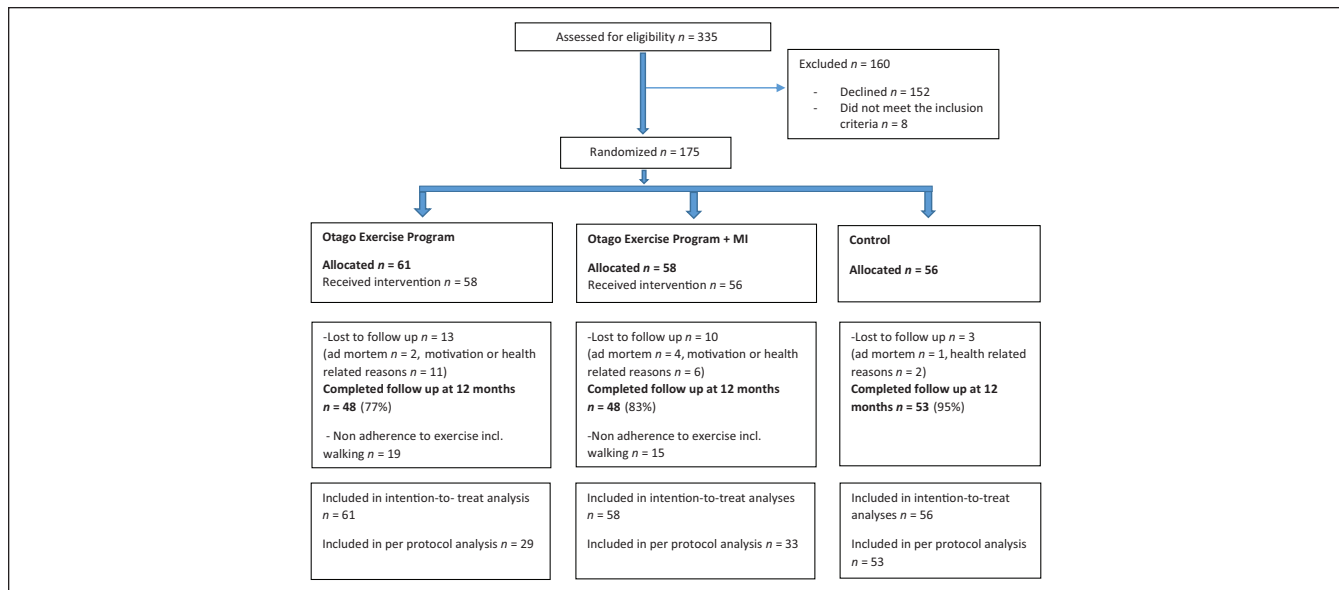 Assessed for eligibility n = 335
Excluded n = 160
- Declined n = 152
- Did not meet the inclusion
criteria n = 8
Randomized n = 175
Otago Exercise Program
Allocated n = 61
Received intervention n = 58
Otago Exercise Program + MI
Allocated n = 58
Received intervention n = 56
Control
Allocated n = 56
-Lost to follow up n = 13
(ad mortem n = 2, motivation or health
related reasons n = 11)
Completed follow up at 12 months
n = 48 (77%)
- Non adherence to exercise incl.
walking n = 19
-Lost to follow up n = 10
(ad mortem n = 4, motivation or health
related reasons n = 6)
Completed follow up at 12 months
n = 48 (83%)
-Non adherence to exercise incl.
walking n = 15
-Lost to follow up n = 3
(ad mortem n = 1, health related
reasons n = 2)
Completed follow up at 12
months n = 53 (95%)
Included in intention-to- treat analysis
n = 61
Included in per protocol analysis n = 29
Included in intention-to-treat analyses
n = 58
Included in per protocol analysis n = 33
Included in intention-to-treat
analyses n = 56
Included in per protocol analysis
n = 53